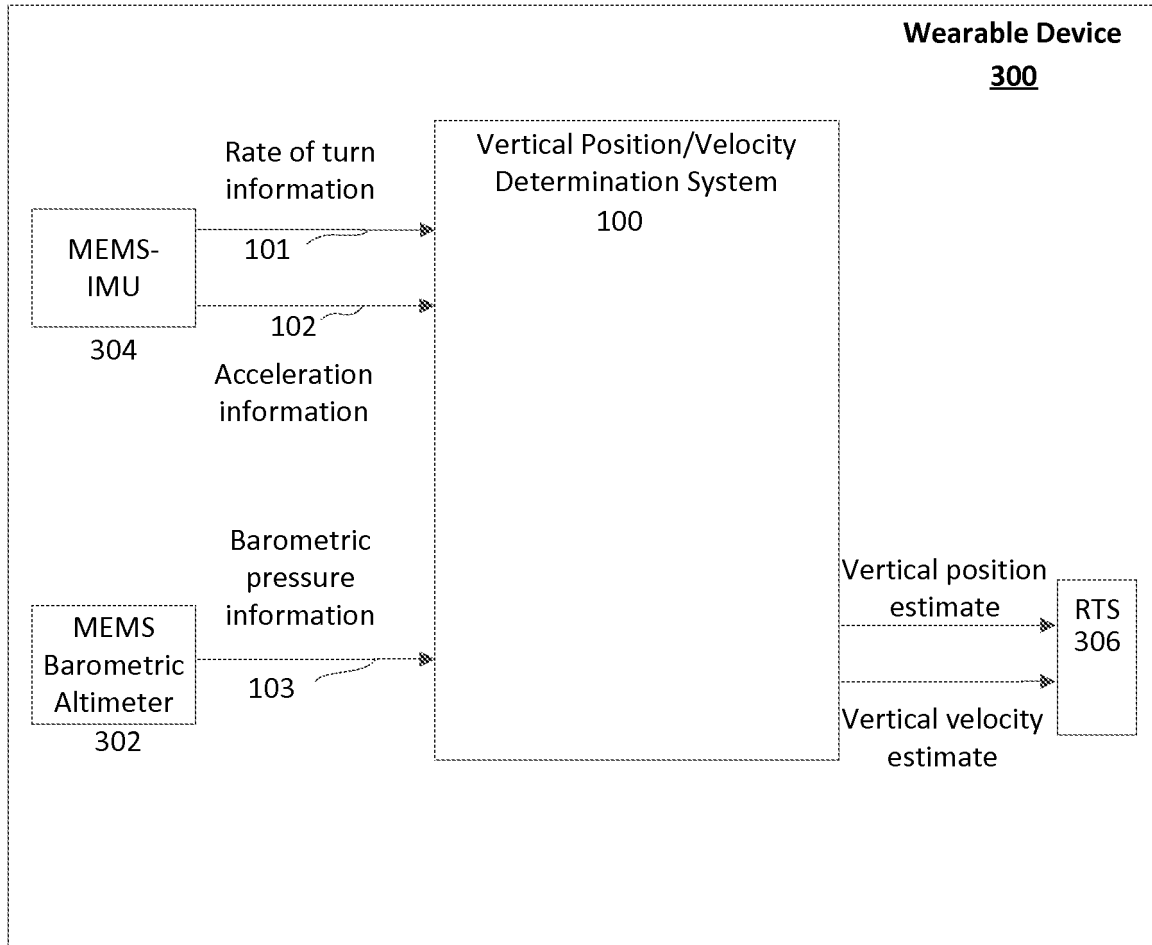 Wearable Device
300
Vertical Position/Velocity
Determination System
100
Rate of turn
information
101
MEMS-
IMU
304
102
Acceleration
information
Barometric
pressure
information
103
MEMS
Barometric
Altimeter
302
Vertical position
estimate
RTS
306
Vertical velocity
estimate